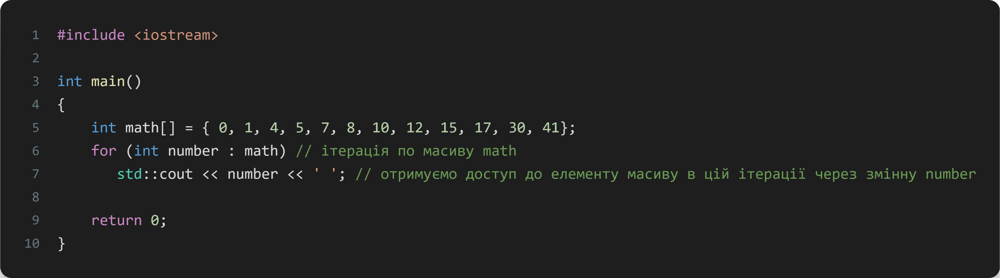 1 #include <iostream>
2
3 int main()
4 {
5     int math[] = { 0, 1, 4, 5, 7, 8, 10, 12, 15, 17, 30, 41};
6     for (int number : math) // ітерація по масиву math
7        std::cout << number << ' '; // отримуємо доступ до елементу масиву в цій ітерації через змінну number
8
9     return 0;
10 }